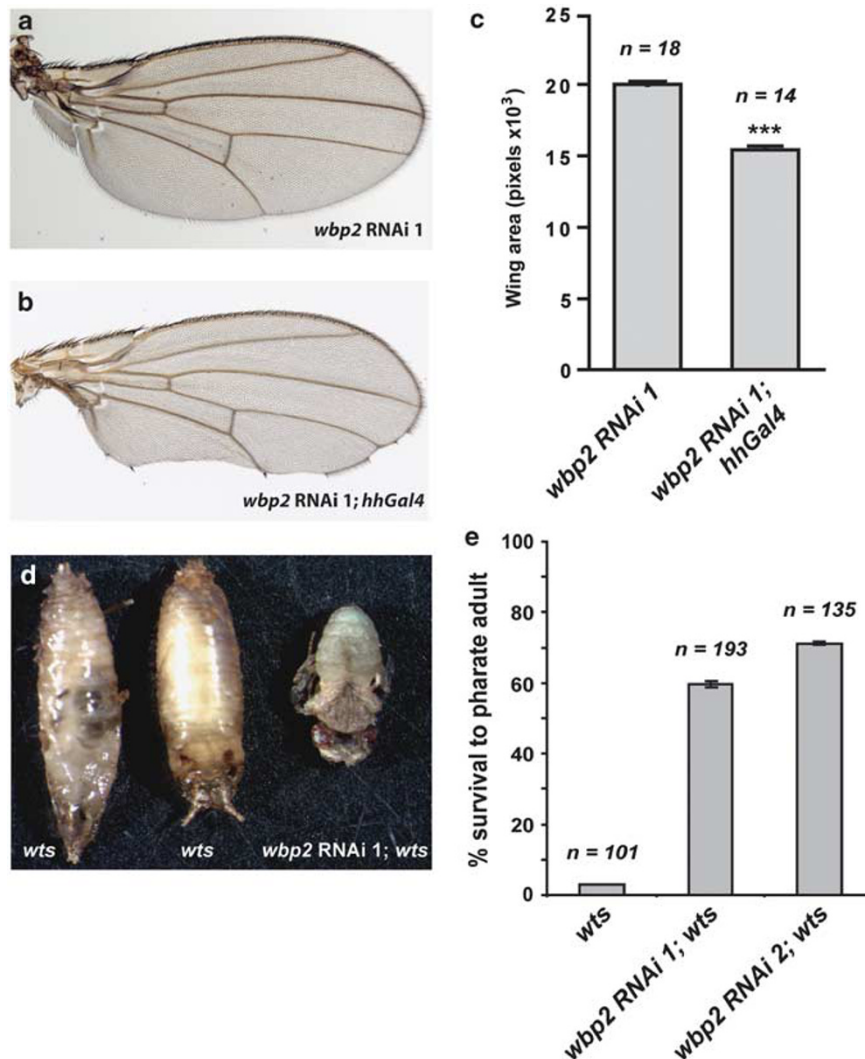 a
wbp2 RNAi 1
b
wbp2 RNAi 1; hhGal4
c
Wing area (pixels x10³)
25
20
15
15
5
0
n = 18
n = 14
***
wbp2 RNAi 1
wbp2 RNAi 1;
hhGal4
d
wts
wts
wbp2 RNAi 1; wts
e
% survival to pharate adult
100
80
60
40
20
0
n = 101
n = 193
n = 135
wts
wbp2 RNAi 1; wts
wbp2 RNAi 2; wts